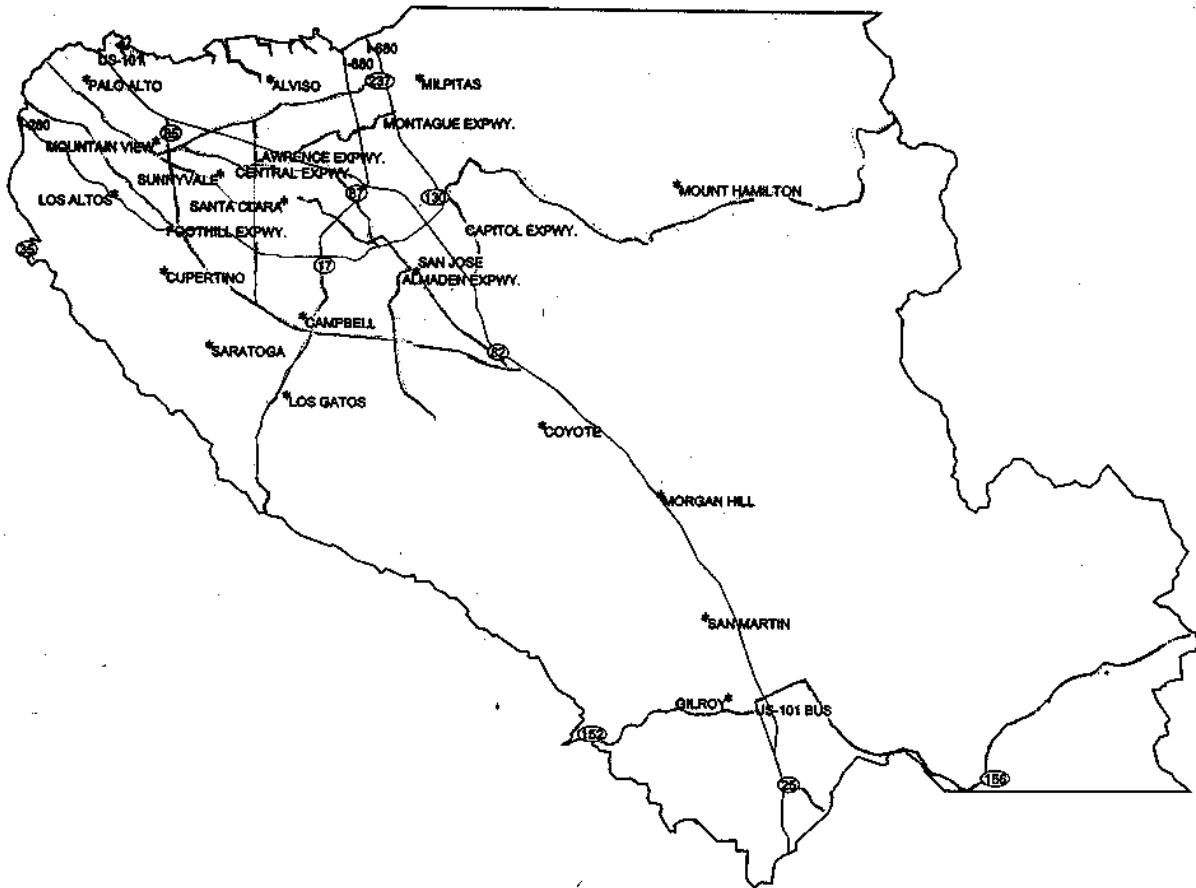 I-680
US-101
-880
*PALO ALTO
*ALVISO
237
*MILPITAS
-280
85
MONTAGUE EXPWY.
MOUNTAIN VIEW*
LAWRENCE EXPWY.
CENTRAL EXPWY.
SUNNYVALE*
*MOUNT HAMILTON
LOS ALTOS*
87
130
SANTA CLARA*
FOOTHILL EXPWY.
CAPITOL EXPWY.
35
17
SAN JOSE
*CUPERTINO
*ALMADEN EXPWY.
*CAMPBELL
*SARATOGA
82
*LOS GATOS
*COYOTE
*MORGAN HILL
*SAN MARTIN
GILROY*
US-101 BUS
152
25
156